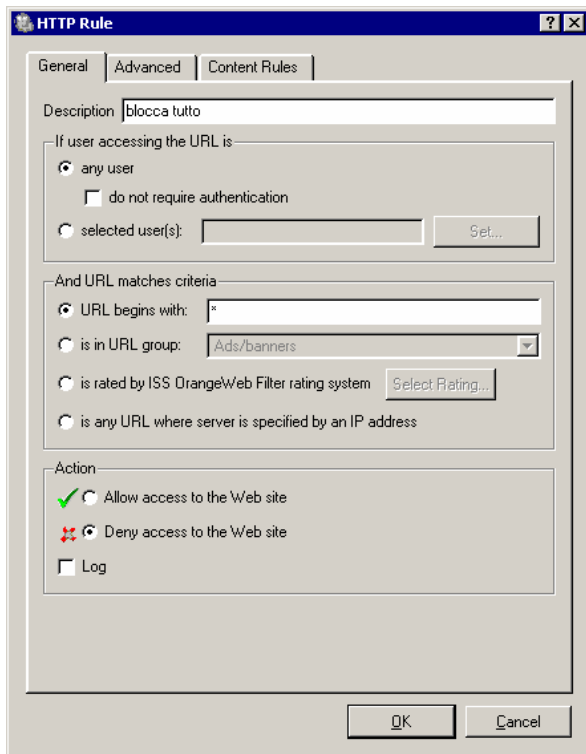 HTTP Rule
General Advanced Content Rules
Description blocca tutto
If user accessing the URL is
any user
do not require authentication
selected user(s): Set...
And URL matches criteria
URL begins with: *
is in URL group: Ads/banners
is rated by ISS OrangeWeb Filter rating system Select Rating...
is any URL where server is specified by an IP address
Action
Allow access to the Web site
Deny access to the Web site
Log
OK Cancel